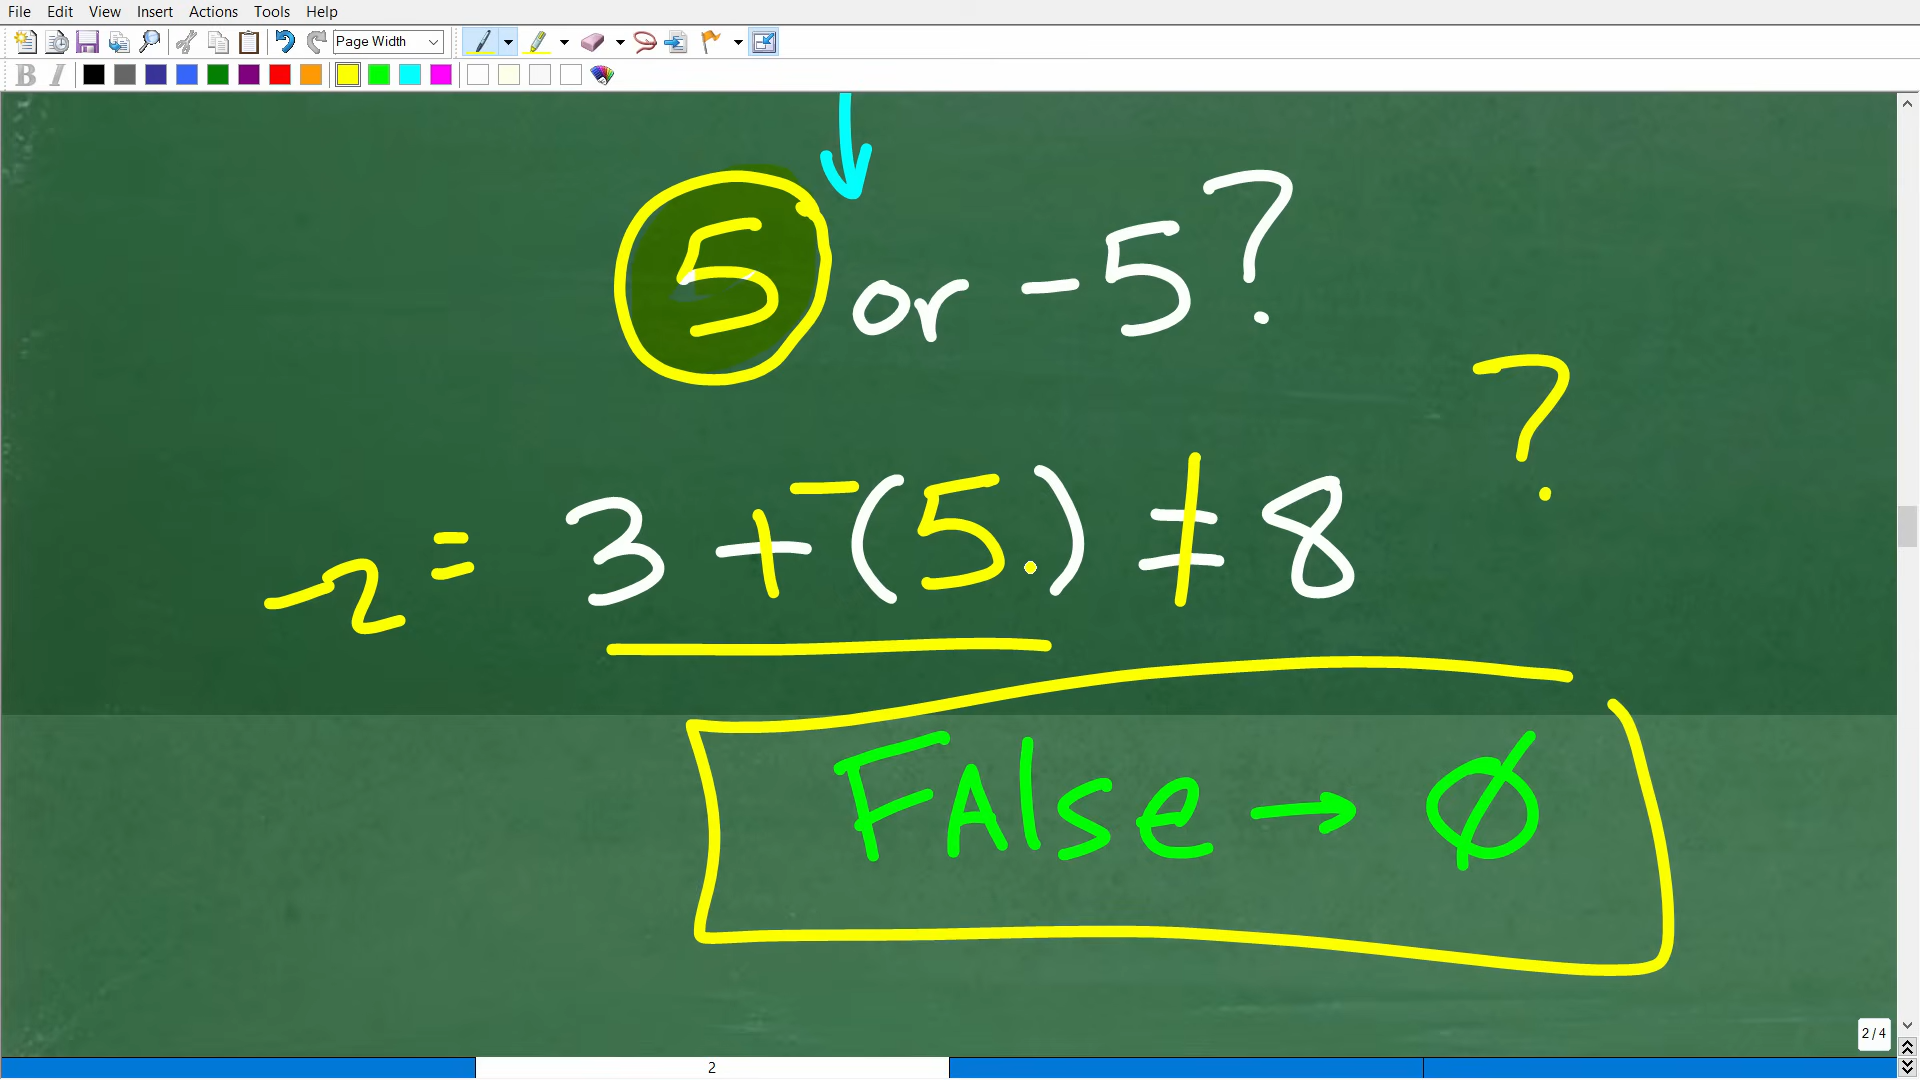 File Edit View Insert Actions Tools Help
Page Width
B I
5 or -5?
?
-2 = 3 + -(5.) ≠ 8
FAlse → Ø
2 / 4
2